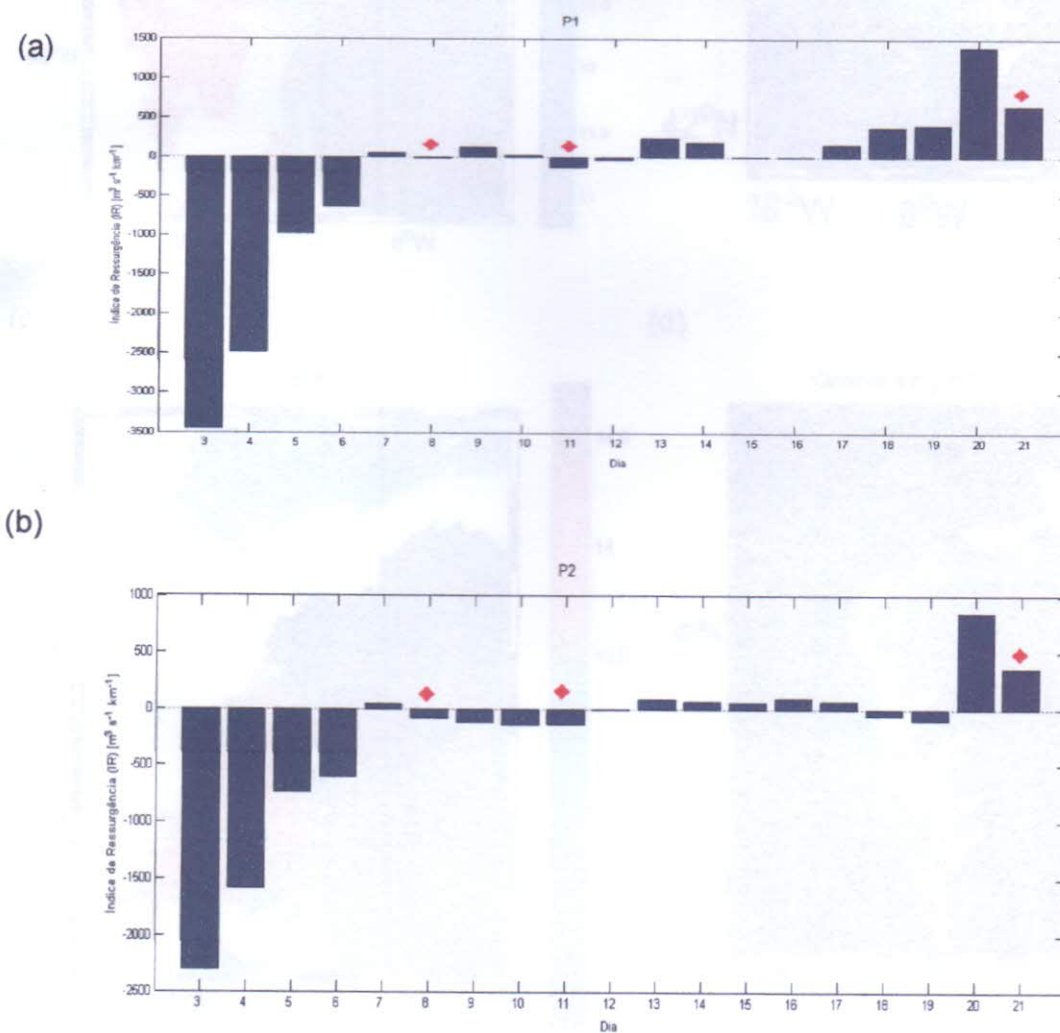 (a)
P1
1500
1000
500
0
-500
-1000
-1500
-2000
-2500
-3000
-3500
Índice de Ressurgência (IR) [m³ s⁻¹ km⁻¹]
3 4 5 6 7 8 9 10 11 12 13 14 15 16 17 18 19 20 21
Dia
(b)
P2
1000
500
0
-500
-1000
-1500
-2000
-2500
Índice de Ressurgência (IR) [m³ s⁻¹ km⁻¹]
3 4 5 6 7 8 9 10 11 12 13 14 15 16 17 18 19 20 21
Dia